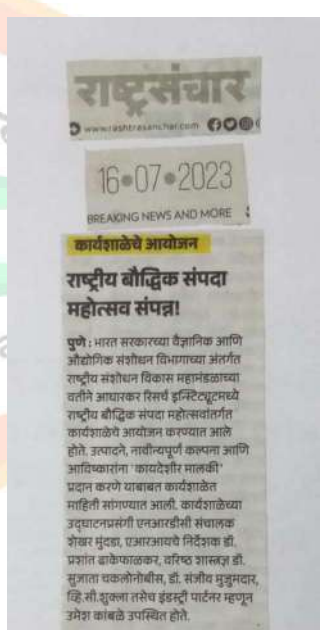 राष्ट्रसंचार
www.rashtrasanchar.com
16•07•2023
BREAKING NEWS AND MORE
कार्यशाळेचे आयोजन
राष्ट्रीय बौद्धिक संपदा
महोत्सव संपन्न!
पुणे : भारत सरकारच्या वैज्ञानिक आणि
औद्योगिक संशोधन विभागाच्या अंतर्गत
राष्ट्रीय संशोधन विकास महामंडळाच्या
वतीने आघारकर रिसर्च इन्स्टिट्यूटमध्ये
राष्ट्रीय बौद्धिक संपदा महोत्सवांतर्गत
कार्यशाळेचे आयोजन करण्यात आले
होते. उत्पादने, नावीन्यपूर्ण कल्पना आणि
आविष्कारांना 'कायदेशीर मालकी'
प्रदान करणे याबाबत कार्यशाळेत
माहिती सांगण्यात आली. कार्यशाळेच्या
उद्घाटनप्रसंगी एनआरडीसी संचालक
शेखर मुंदडा, एआरआयचे निर्देशक डॉ.
प्रशांत ढाकेफाळकर, वरिष्ठ शास्त्रज्ञ डॉ.
सुजाता चकलोनोबीस, डॉ. संजीव मुजुमदार,
व्हि.सी.शुक्ला तसेच इंडस्ट्री पार्टनर म्हणून
उमेश कांबळे उपस्थित होते.